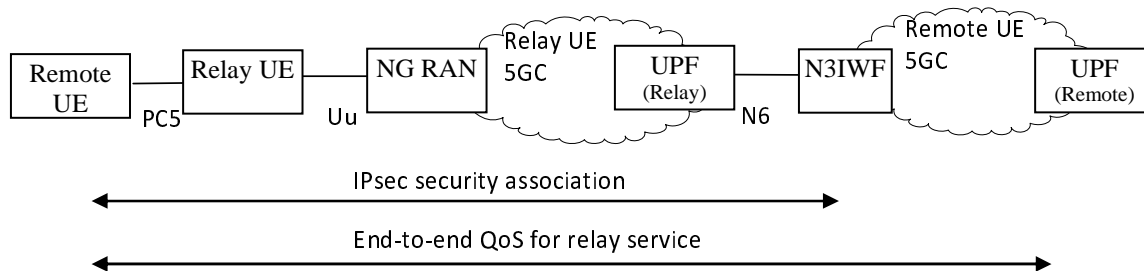 Remote
UE
PC5
Relay UE
Uu
NG RAN
Relay UE
5GC
UPF
(Relay)
N6
N3IWF
Remote UE
5GC
UPF
(Remote)
IPsec security association
End-to-end QoS for relay service